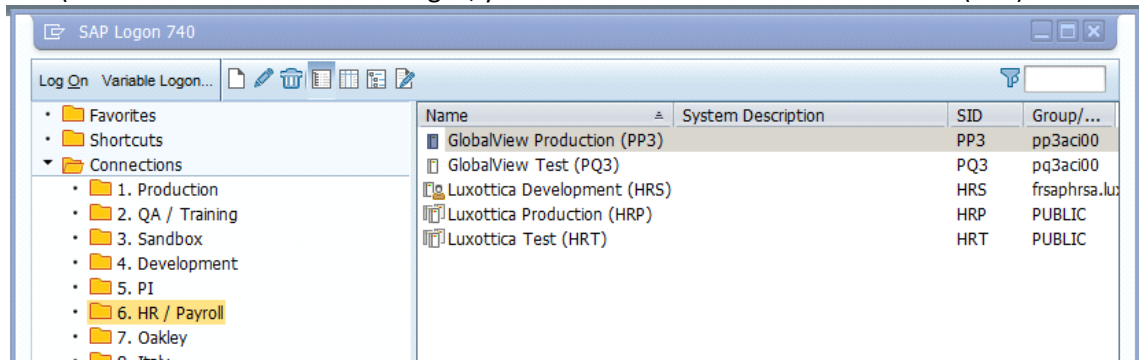 SAP Logon 740
Log On Variable Logon...
Favorites
Shortcuts
Connections
1. Production
2. QA / Training
3. Sandbox
4. Development
5. PI
6. HR / Payroll
7. Oakley
Name System Description SID Group/...
GlobalView Production (PP3) PP3 pp3aci00
GlobalView Test (PQ3) PQ3 pq3aci00
Luxottica Development (HRS) HRS frsaphrsa.lux
Luxottica Production (HRP) HRP PUBLIC
Luxottica Test (HRT) HRT PUBLIC